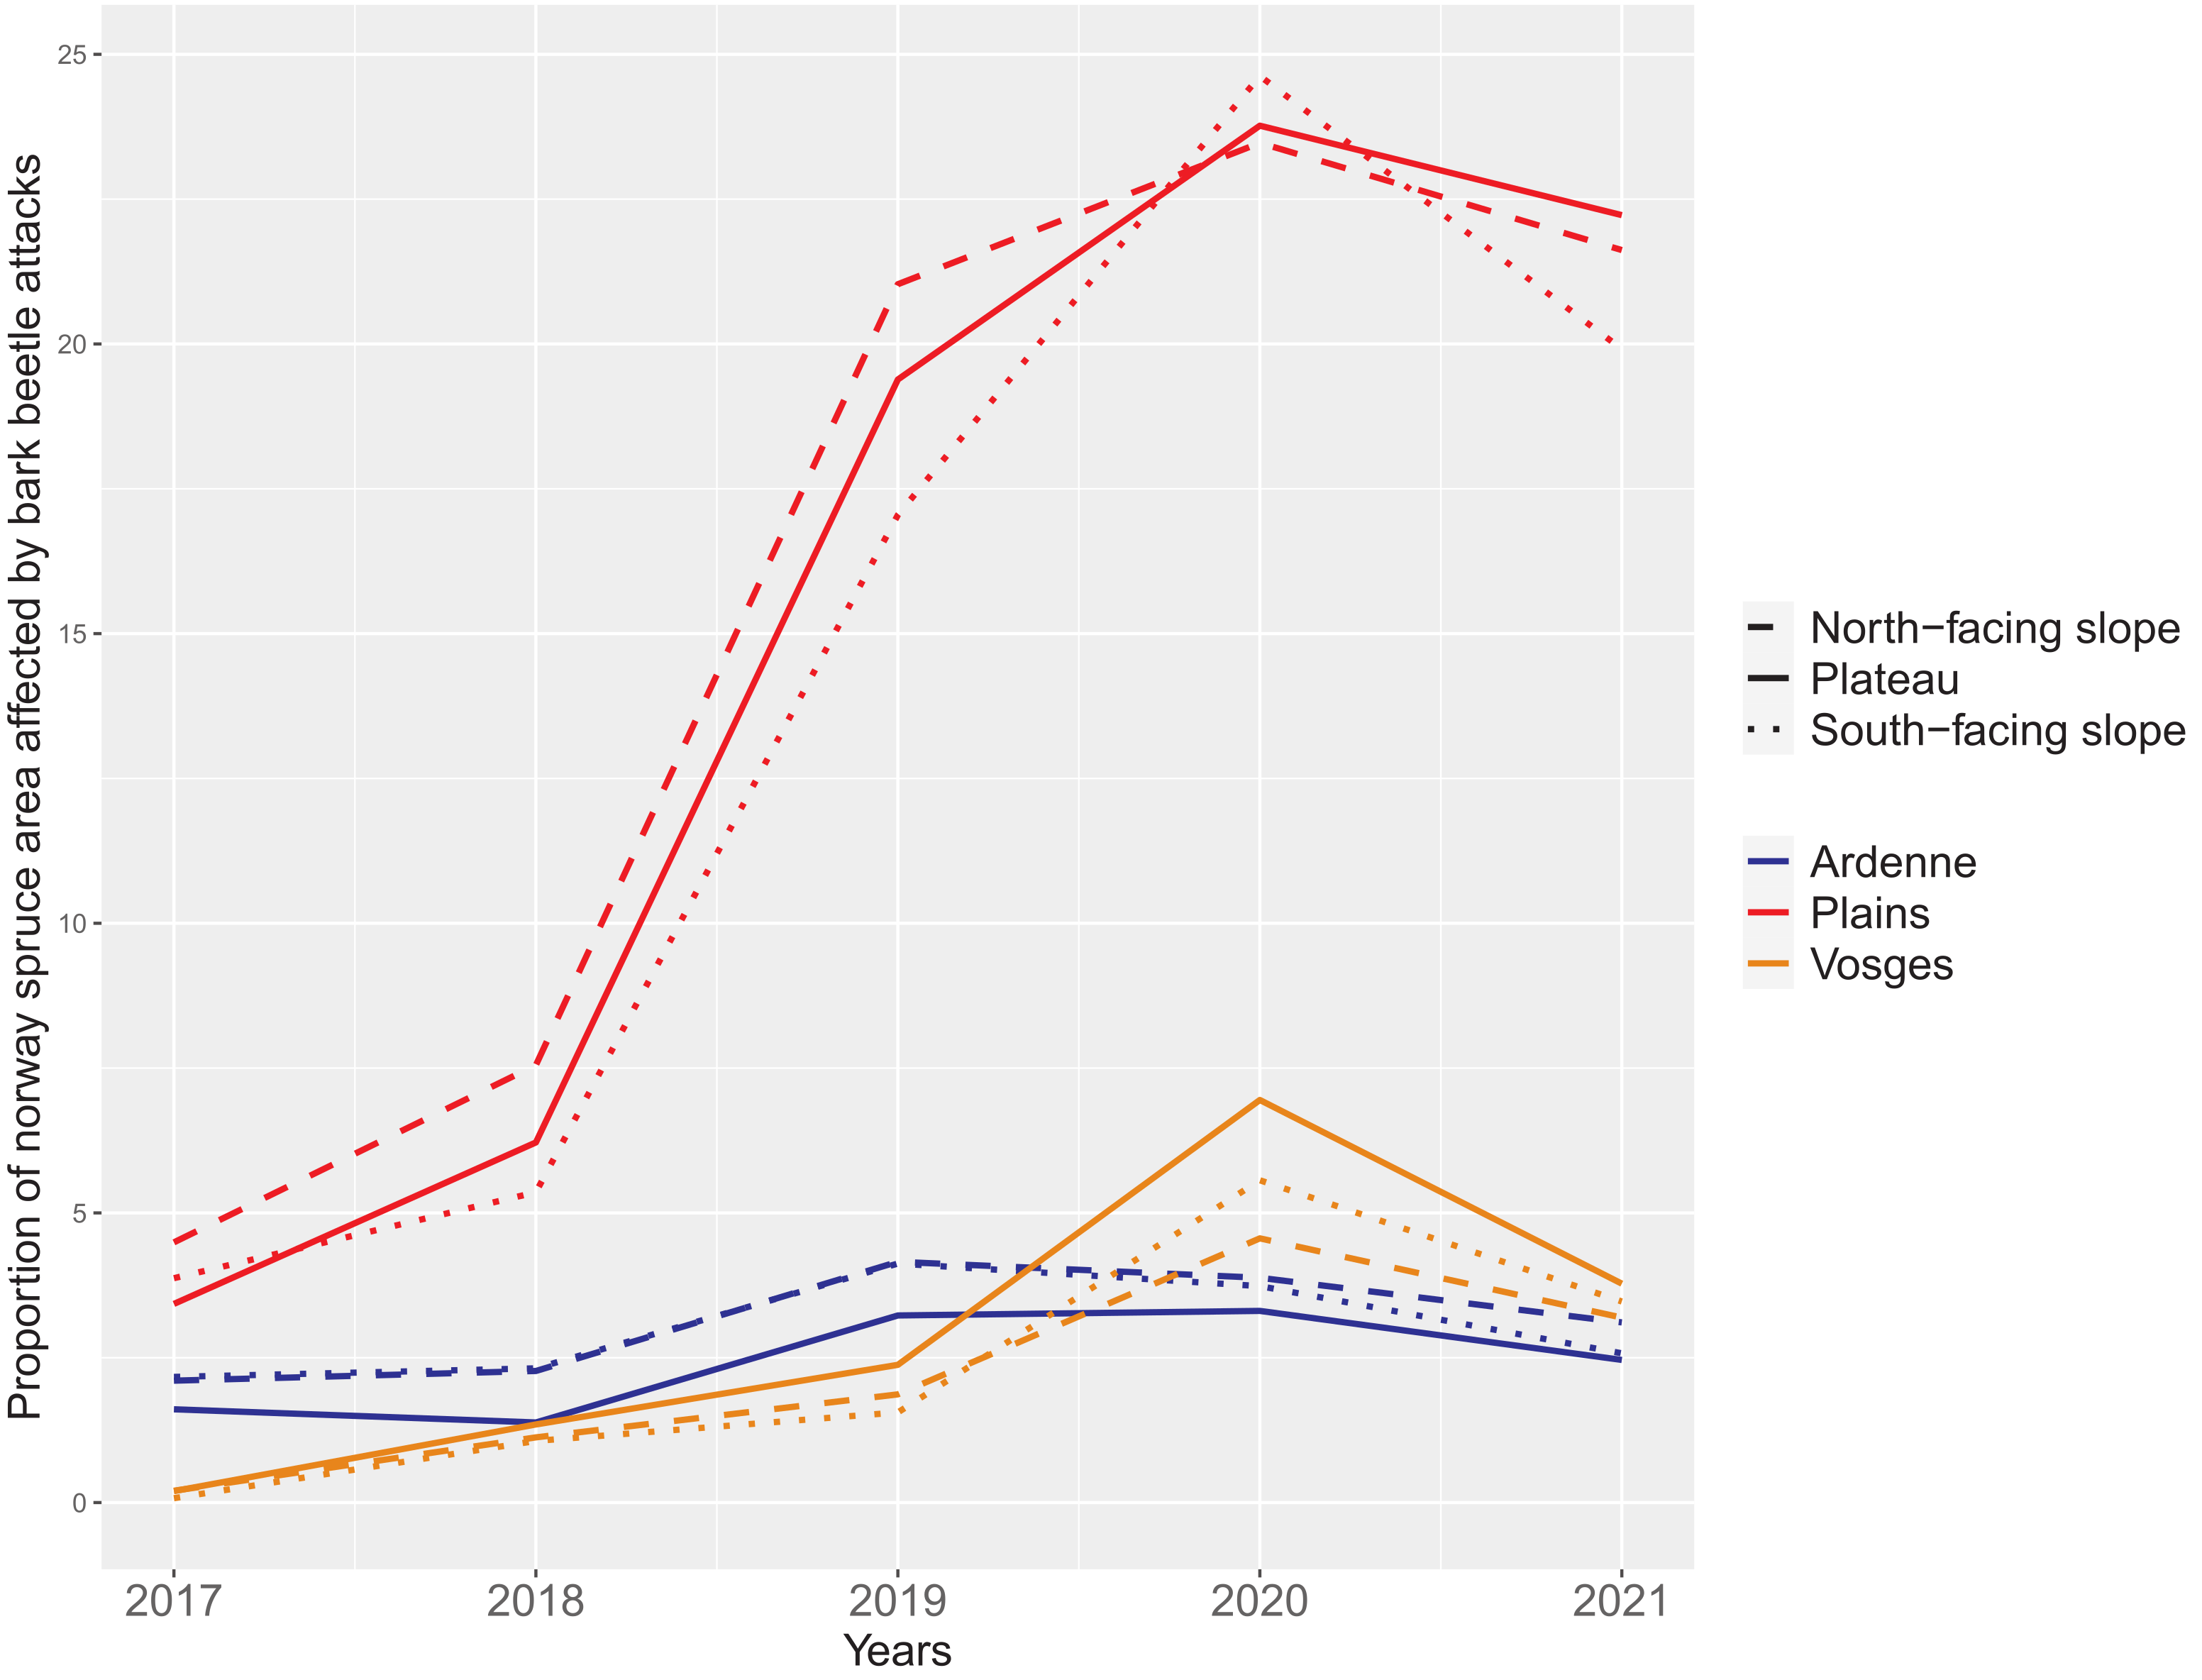 Proportion of norway spruce area affected by bark beetle attacks
25
20
15
10
5
0
2017 2018 2019 2020 2021
Years
North−facing slope
Plateau
South−facing slope
Ardenne
Plains
Vosges